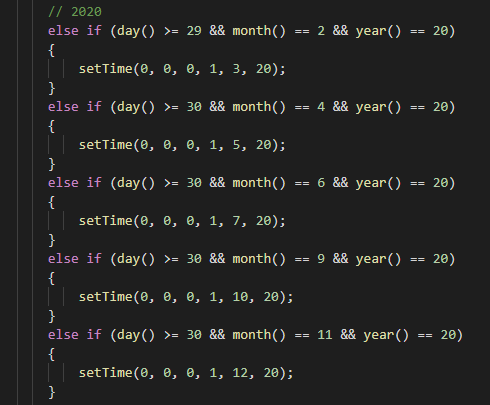 // 2020
else if (day() >= 29 && month() == 2 && year() == 20)
{
setTime(0, 0, 0, 1, 3, 20);
}
else if (day() >= 30 && month() == 4 && year() == 20)
{
setTime(0, 0, 0, 1, 5, 20);
}
else if (day() >= 30 && month() == 6 && year() == 20)
{
setTime(0, 0, 0, 1, 7, 20);
}
else if (day() >= 30 && month() == 9 && year() == 20)
{
setTime(0, 0, 0, 1, 10, 20);
}
else if (day() >= 30 && month() == 11 && year() == 20)
{
setTime(0, 0, 0, 1, 12, 20);
}